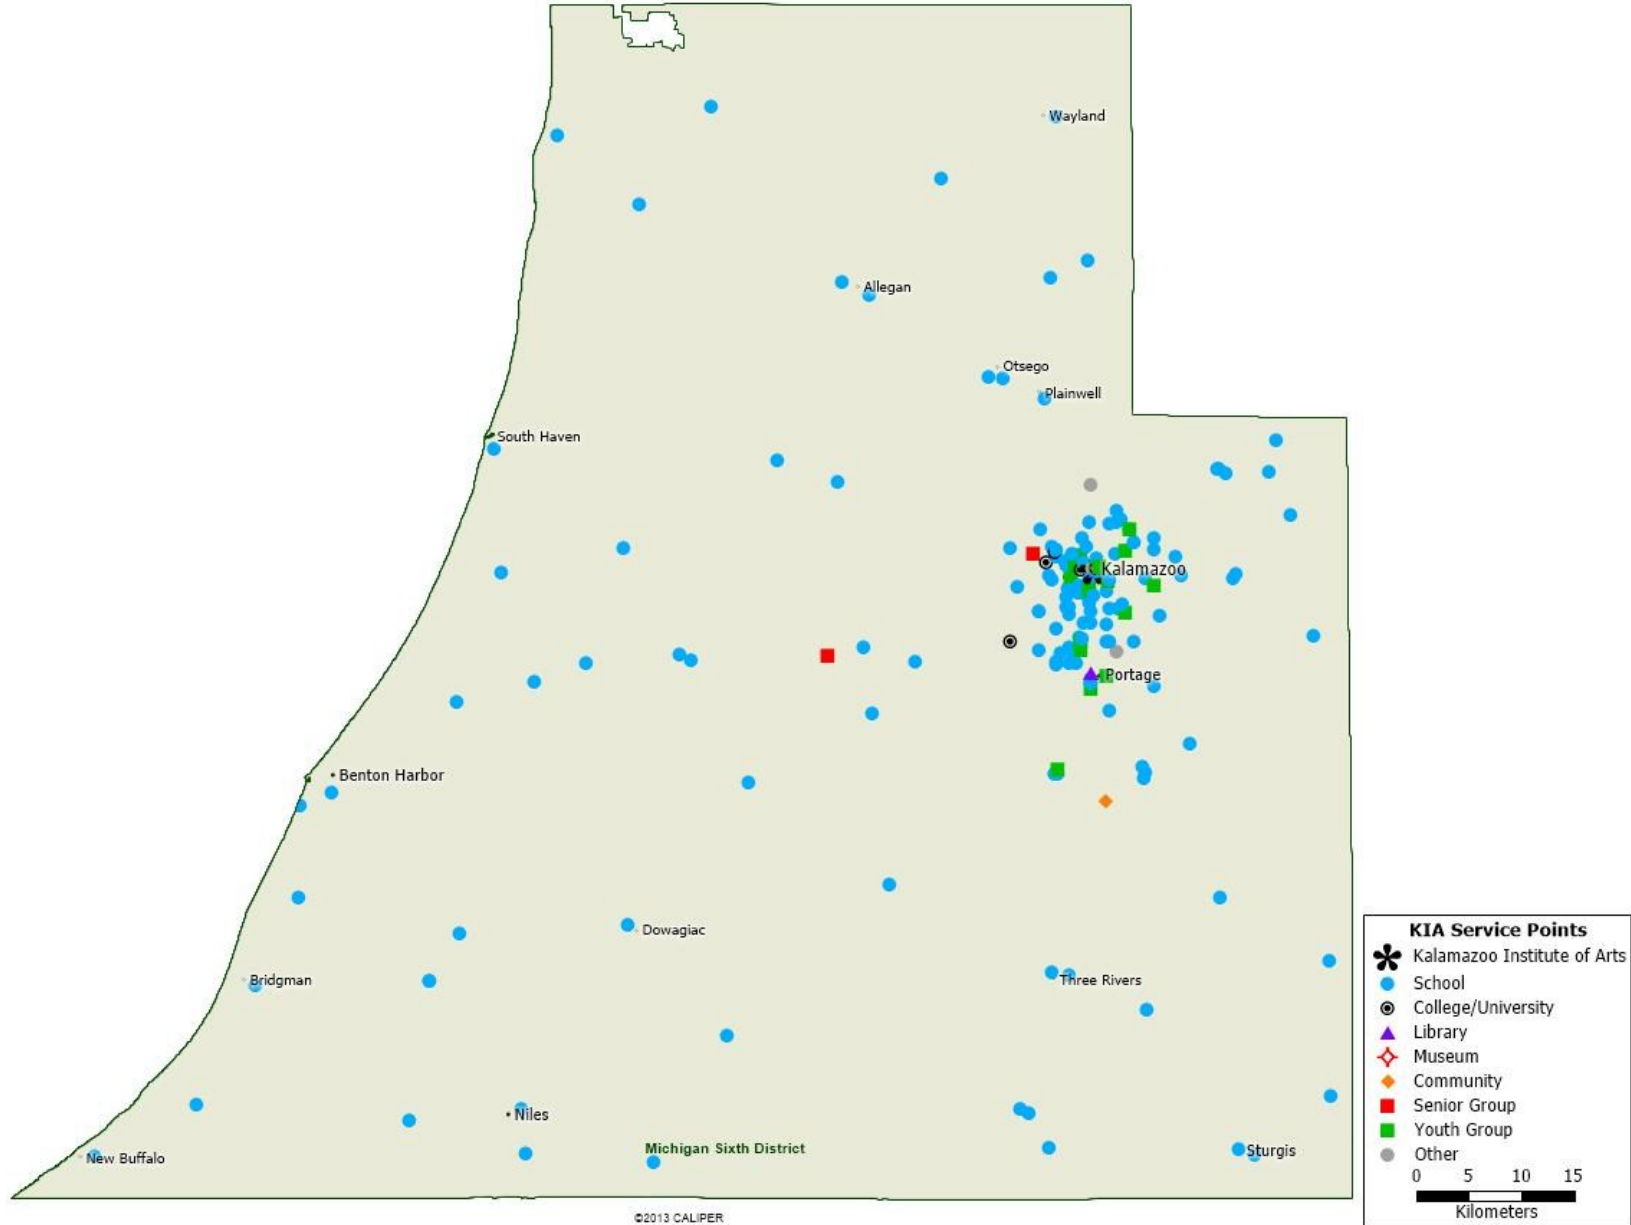 Wayland
Allegan
Otsego
Plainwell
South Haven
Kalamazoo
Portage
Benton Harbor
Dowagiac
Bridgman
Three Rivers
Niles
Michigan Sixth District
Sturgis
New Buffalo
©2013 CALIPER
KIA Service Points
Kalamazoo Institute of Arts
School
College/University
Library
Museum
Community
Senior Group
Youth Group
Other
0 5 10 15
Kilometers